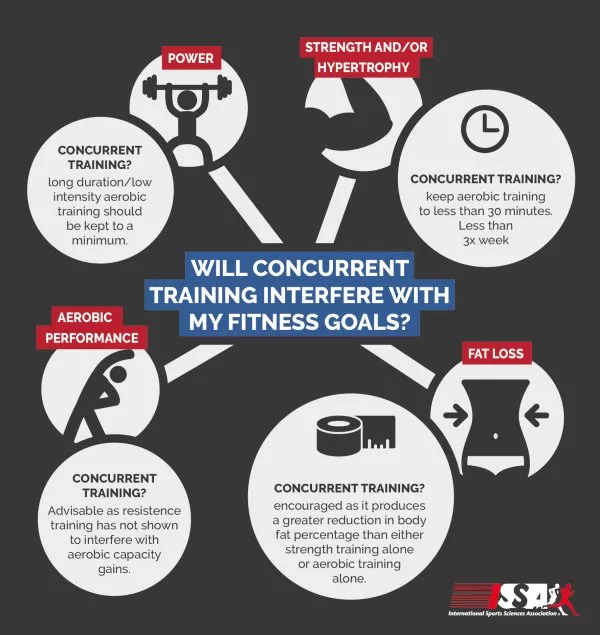 POWER
CONCURRENT
TRAINING?
long duration/low
intensity aerobic
training should
be kept to a
minimum.
STRENGTH AND/OR
HYPERTROPHY
CONCURRENT TRAINING?
keep aerobic training
to less than 30 minutes.
Less than
3x week
WILL CONCURRENT
TRAINING INTERFERE WITH
MY FITNESS GOALS?
AEROBIC
PERFORMANCE
CONCURRENT
TRAINING?
Advisable as resistence
training has not shown
to interfere with
aerobic capacity
gains.
FAT LOSS
CONCURRENT TRAINING?
encouraged as it produces
a greater reduction in body
fat percentage than either
strength training alone
or aerobic training
alone.
ISSA
International Sports Sciences Association